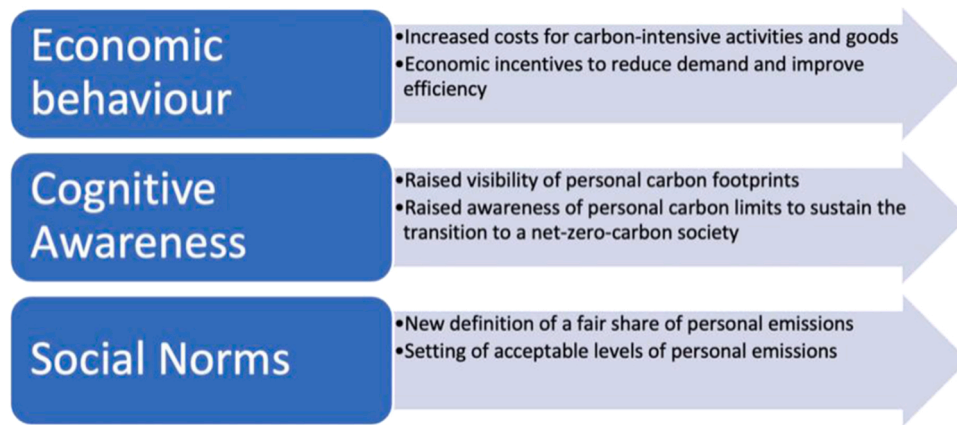 Economic
behaviour
•Increased costs for carbon-intensive activities and goods
•Economic incentives to reduce demand and improve
efficiency
Cognitive
Awareness
•Raised visibility of personal carbon footprints
•Raised awareness of personal carbon limits to sustain the
transition to a net-zero-carbon society
Social Norms
•New definition of a fair share of personal emissions
•Setting of acceptable levels of personal emissions